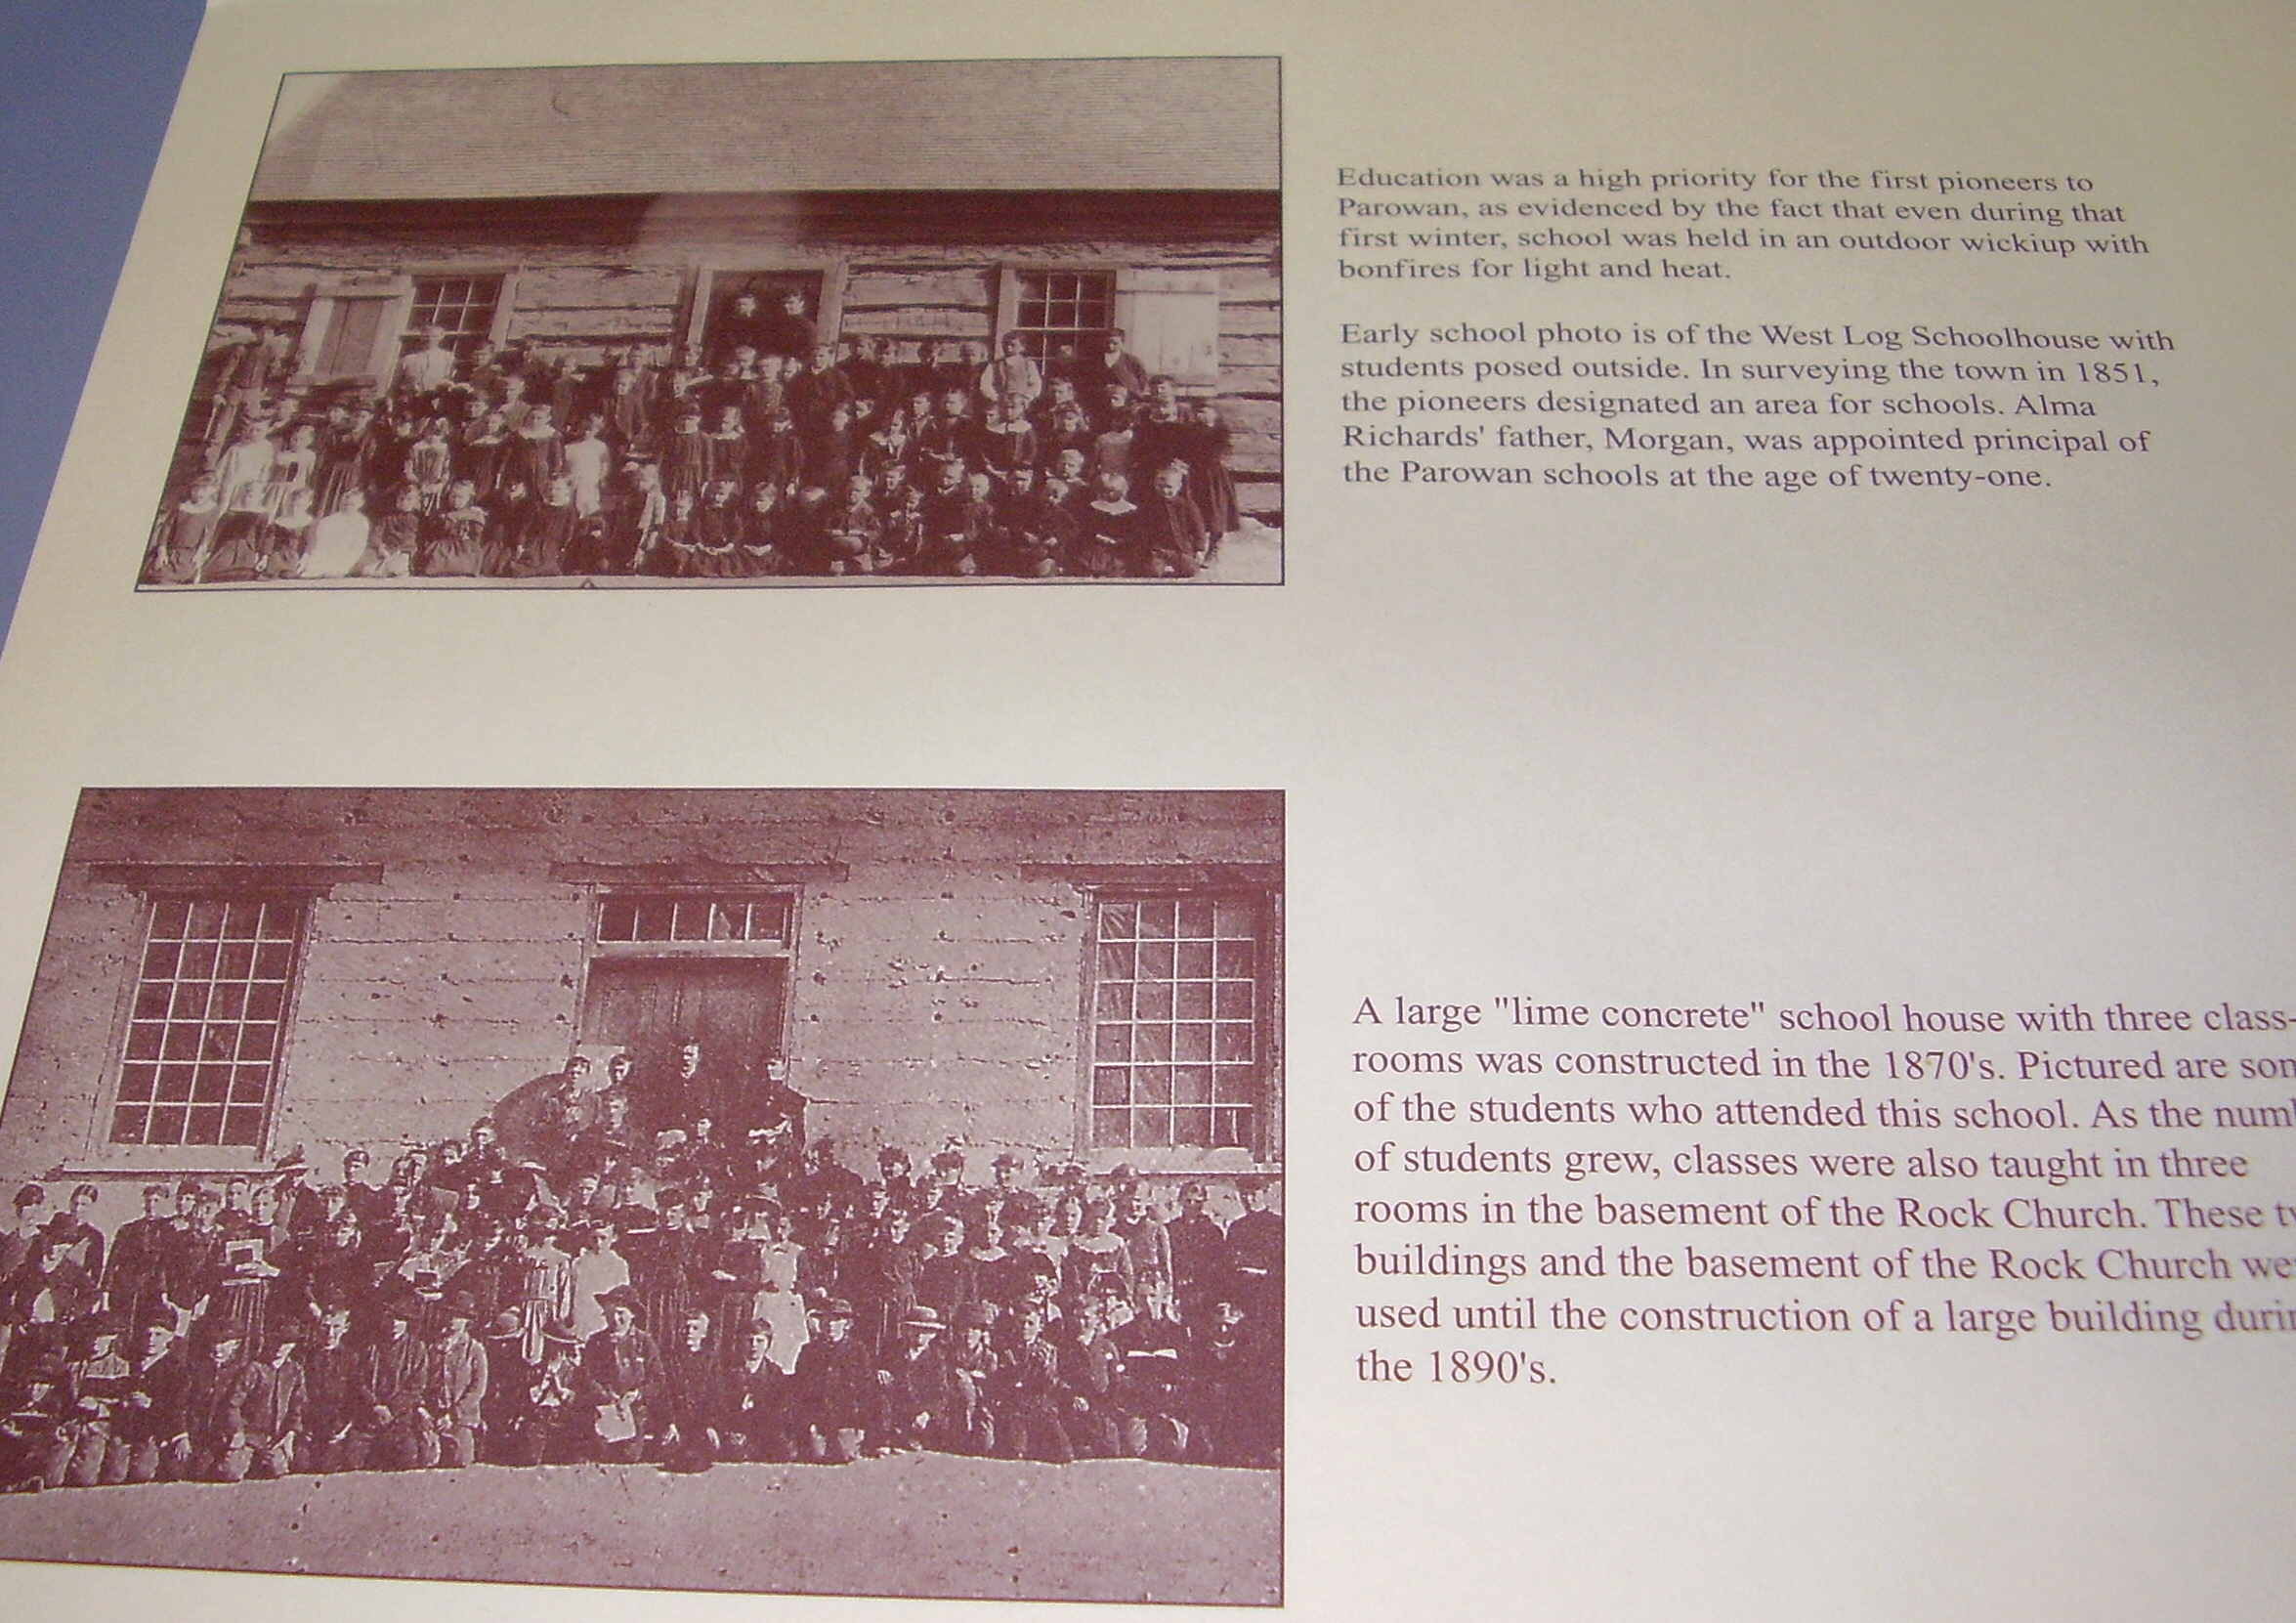 Education was a high priority for the first pioneers to
Parowan, as evidenced by the fact that even during that
first winter, school was held in an outdoor wickiup with
bonfires for light and heat.
Early school photo is of the West Log Schoolhouse with
students posed outside. In surveying the town in 1851,
the pioneers designated an area for schools. Alma
Richards' father, Morgan, was appointed principal of
the Parowan schools at the age of twenty-one.
A large "lime concrete" school house with three class-
rooms was constructed in the 1870's. Pictured are
of the students who attended this school. As the
of students grew, classes were also taught in three
rooms in the basement of the Rock Church. These
buildings and the basement of the Rock Church
used until the construction of a large building
the 1890's.